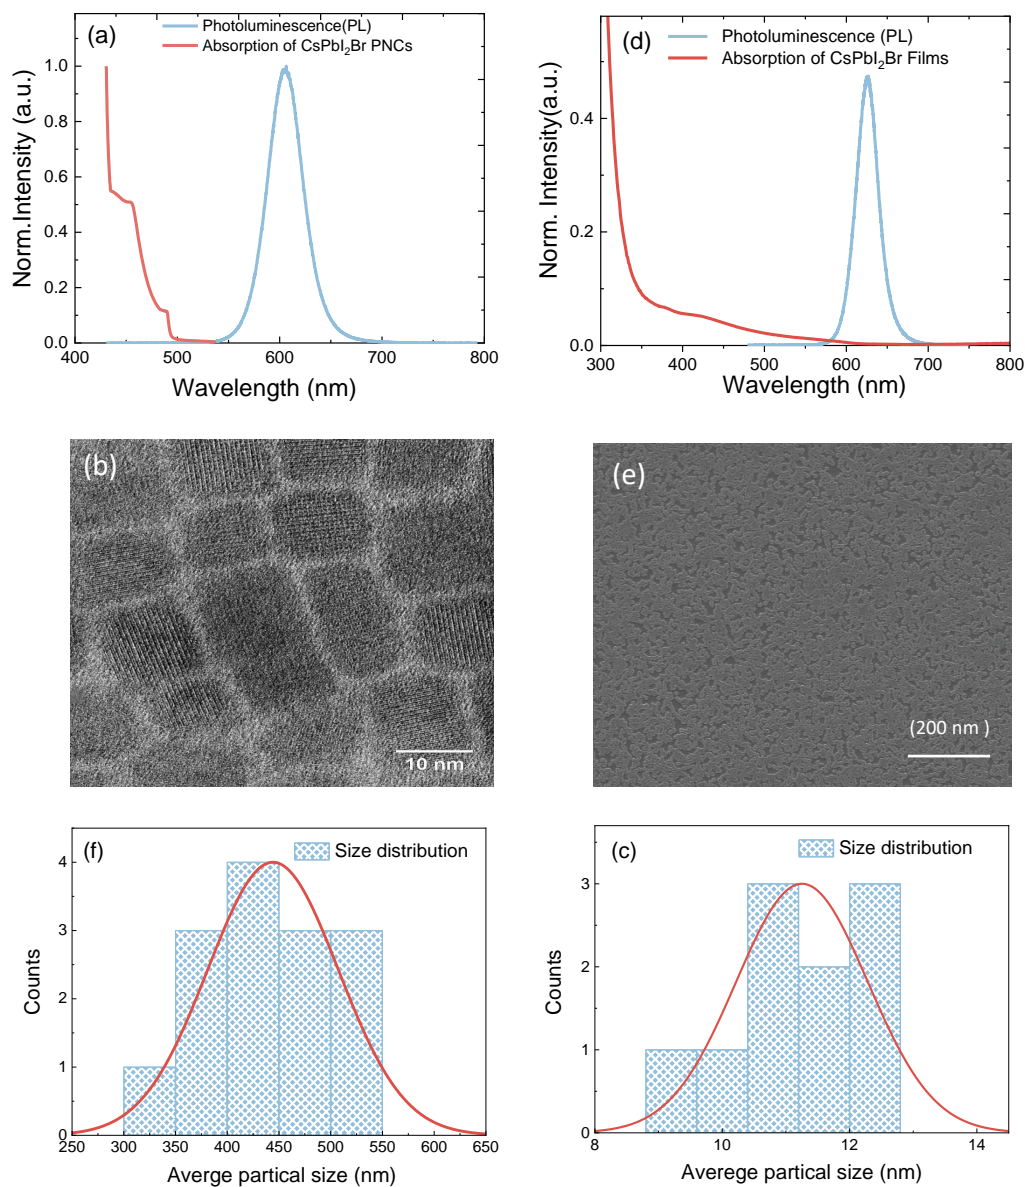 (a)
Photoluminescence(PL)
Absorption of CsPbI₂Br PNCs
Norm.Intensity (a.u.)
1.0
0.8
0.6
0.4
0.2
0.0
400 500 600 700 800
Wavelength (nm)
(d)
Photoluminescence (PL)
Absorption of CsPbI₂Br Films
Norm. Intensity(a.u.)
0.4
0.2
0.0
300 400 500 600 700 800
Wavelength (nm)
(b)
10 nm
(e)
(200 nm )
(f)
Size distribution
Counts
4
3
2
1
0
250 300 350 400 450 500 550 600 650
Averge partical size (nm)
(c)
Size distribution
Counts
3
2
1
0
8 10 12 14
Averege partical size (nm)